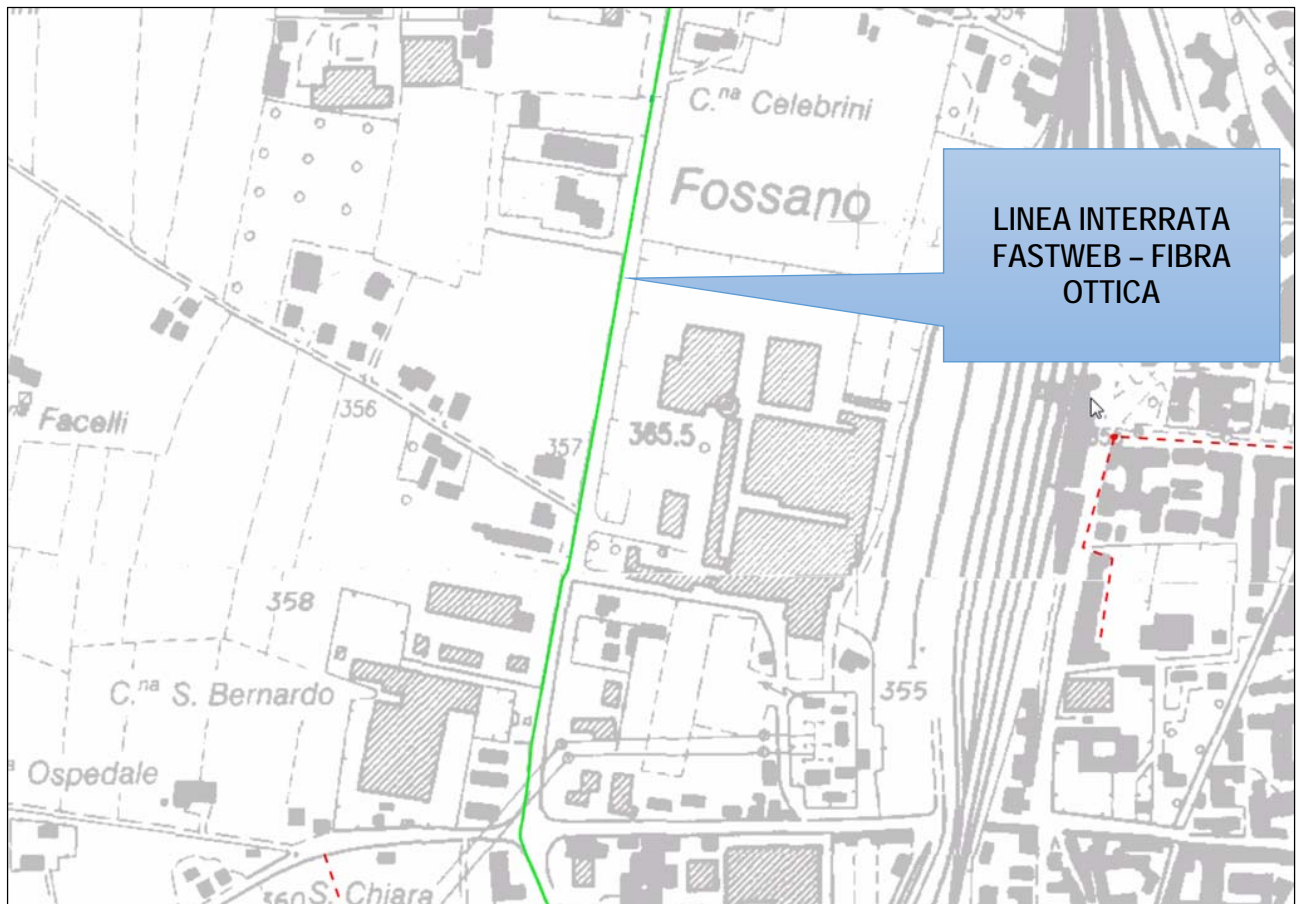 354
C.na Celebrini
Fossano
LINEA INTERRATA
FASTWEB – FIBRA
OTTICA
Facelli
356
357
365.5
358
C.na S. Bernardo
355
Ospedale
360
S. Chiara